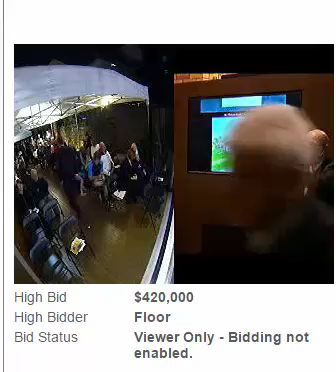 High Bid $420,000
High Bidder Floor
Bid Status Viewer Only - Bidding not
enabled.